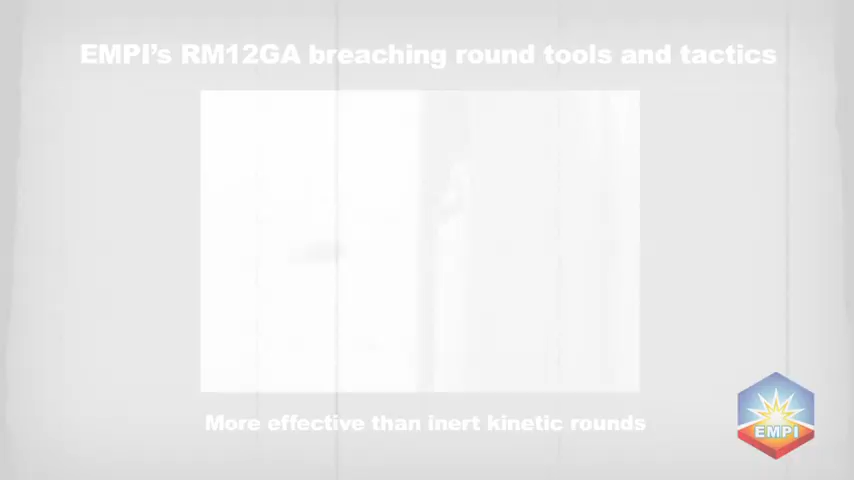 EMPI's RM12GA breaching round tools and tactics
More effective than inert kinetic rounds
EMPI